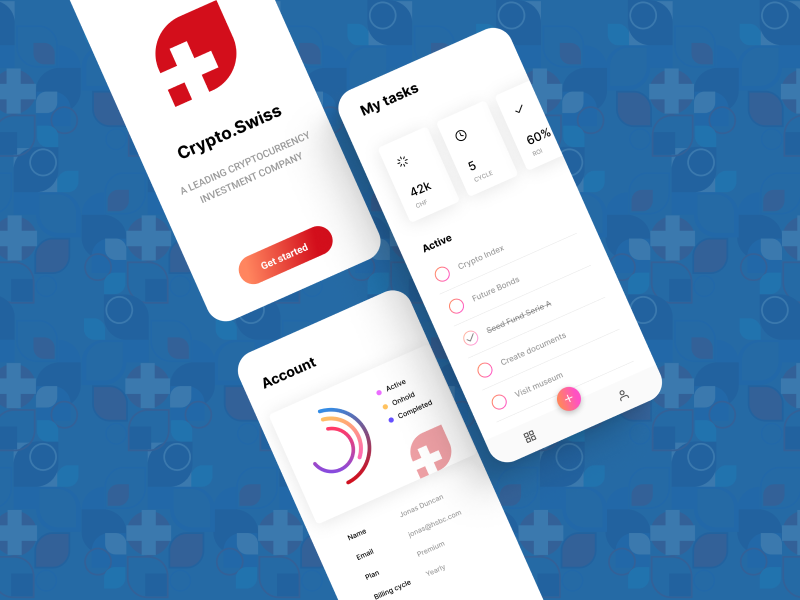 Crypto.Swiss
A LEADING CRYPTOCURRENCY
INVESTMENT COMPANY
Get started
My tasks
42k
CHF
5
CYCLE
60%
ROI
Active
Crypto Index
Future Bonds
Seed Fund Serie A
Create documents
Visit museum
Account
Active
Onhold
Completed
Name Jonas Duncan
Email jonas@hsbc.com
Plan Premium
Billing cycle Yearly